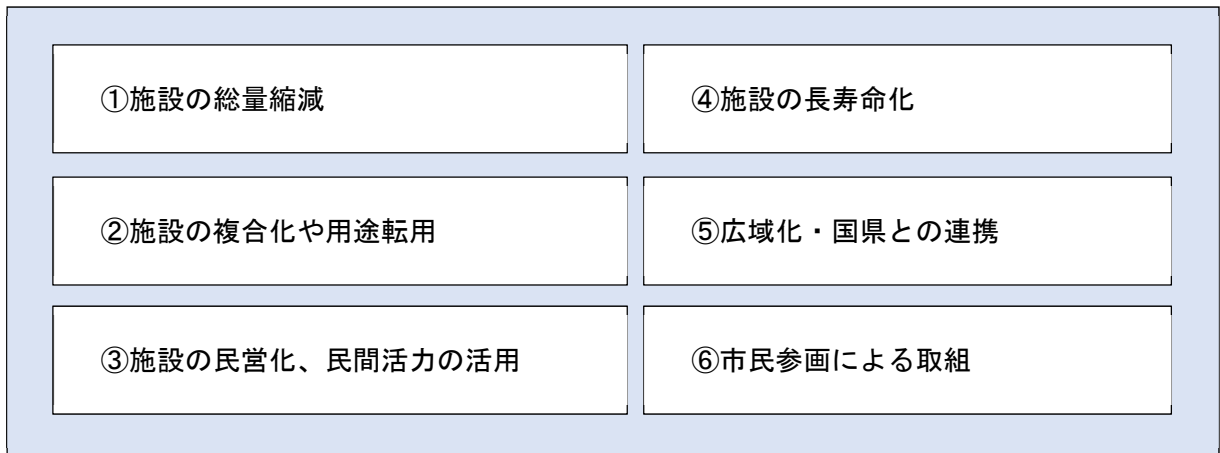 ①施設の総量縮減
②施設の複合化や用途転用
③施設の民営化、民間活力の活用
④施設の長寿命化
⑤広域化・国県との連携
⑥市民参画による取組